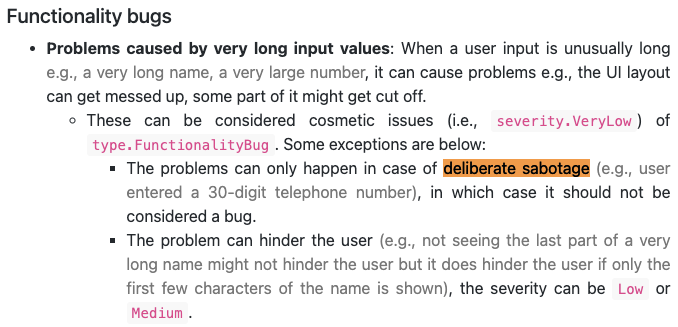 Functionality bugs
• Problems caused by very long input values: When a user input is unusually long
e.g., a very long name, a very large number, it can cause problems e.g., the UI layout
can get messed up, some part of it might get cut off.
◦ These can be considered cosmetic issues (i.e., severity.VeryLow) of
type.FunctionalityBug. Some exceptions are below:
▪ The problems can only happen in case of deliberate sabotage (e.g., user
entered a 30-digit telephone number), in which case it should not be
considered a bug.
▪ The problem can hinder the user (e.g., not seeing the last part of a very
long name might not hinder the user but it does hinder the user if only the
first few characters of the name is shown), the severity can be Low or
Medium.